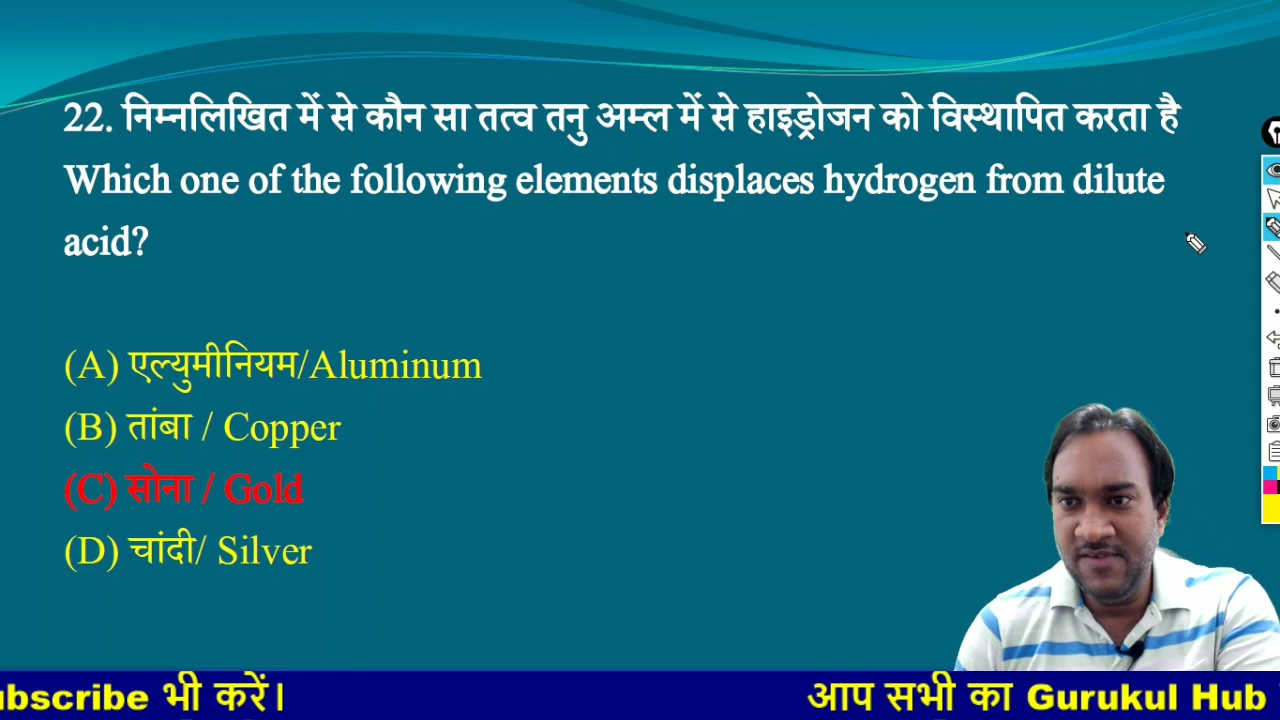 22. निम्नलिखित में से कौन सा तत्व तनु अम्ल में से हाइड्रोजन को विस्थापित करता है
Which one of the following elements displaces hydrogen from dilute
acid?
(A) एल्युमीनियम/Aluminum
(B) तांबा / Copper
(C) सोना / Gold
(D) चांदी/ Silver
ubscribe भी करें। आप सभी का Gurukul Hub